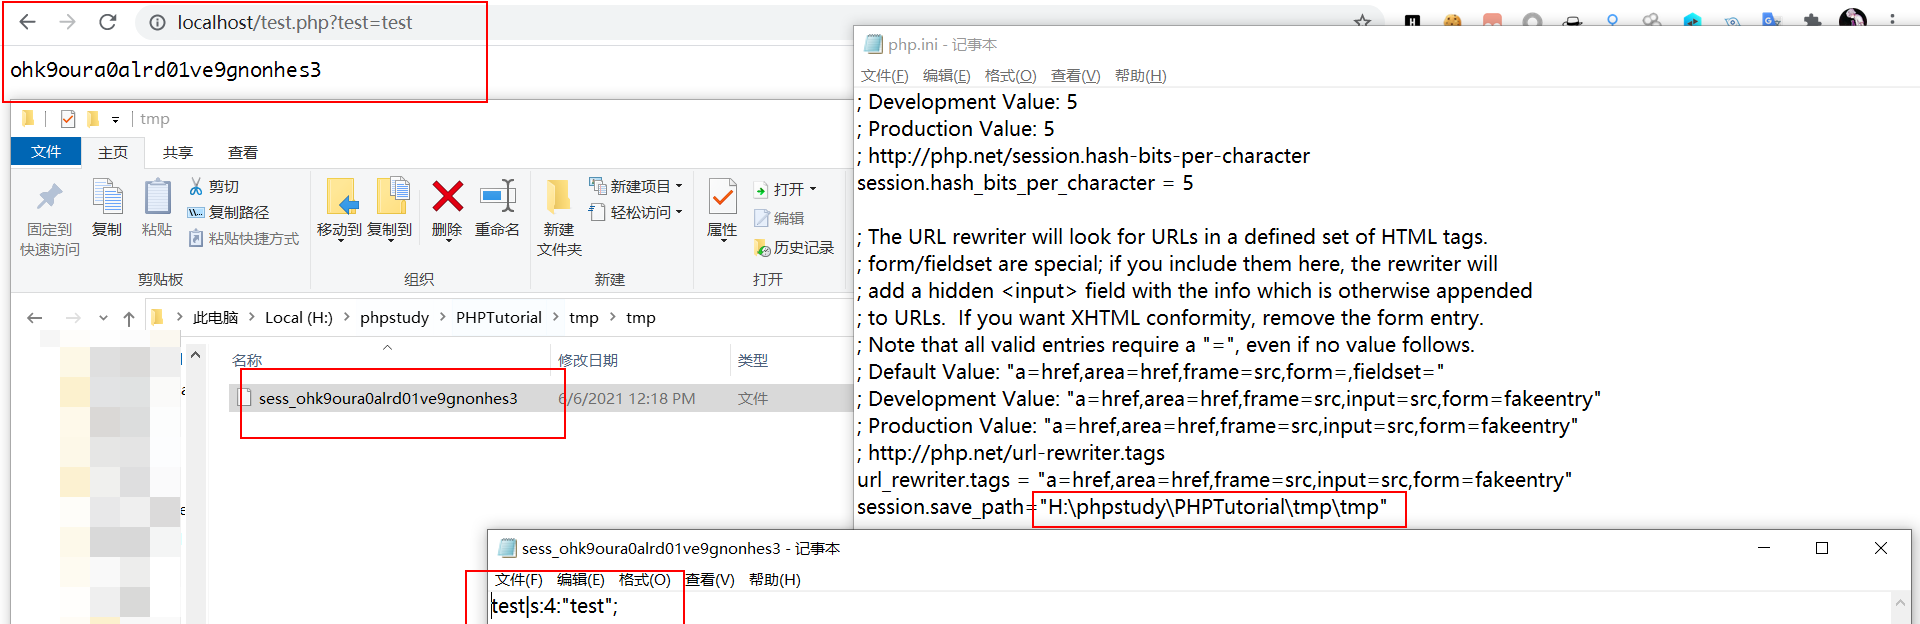 localhost/test.php?test=test
ohk9oura0alrd01ve9gnonhes3
tmp
文件 主页 共享 查看
固定到
快速访问
复制
粘贴
剪切
复制路径
粘贴快捷方式
剪贴板
移动到
复制到
删除
重命名
组织
新建
文件夹
新建项目
轻松访问
新建
属性
打开
编辑
历史记录
打开
此电脑 > Local (H:) > phpstudy > PHPTutorial > tmp > tmp
名称 修改日期 类型
sess_ohk9oura0alrd01ve9gnonhes3 6/6/2021 12:18 PM 文件
php.ini - 记事本
文件(F) 编辑(E) 格式(O) 查看(V) 帮助(H)
; Development Value: 5
; Production Value: 5
; http://php.net/session.hash-bits-per-character
session.hash_bits_per_character = 5
; The URL rewriter will look for URLs in a defined set of HTML tags.
; form/fieldset are special; if you include them here, the rewriter will
; add a hidden <input> field with the info which is otherwise appended
; to URLs.  If you want XHTML conformity, remove the form entry.
; Note that all valid entries require a "=", even if no value follows.
; Default Value: "a=href,area=href,frame=src,form=,fieldset="
; Development Value: "a=href,area=href,frame=src,input=src,form=fakeentry"
; Production Value: "a=href,area=href,frame=src,input=src,form=fakeentry"
; http://php.net/url-rewriter.tags
url_rewriter.tags = "a=href,area=href,frame=src,input=src,form=fakeentry"
session.save_path="H:\phpstudy\PHPTutorial\tmp\tmp"
sess_ohk9oura0alrd01ve9gnonhes3 - 记事本
文件(F) 编辑(E) 格式(O) 查看(V) 帮助(H)
test|s:4:"test";